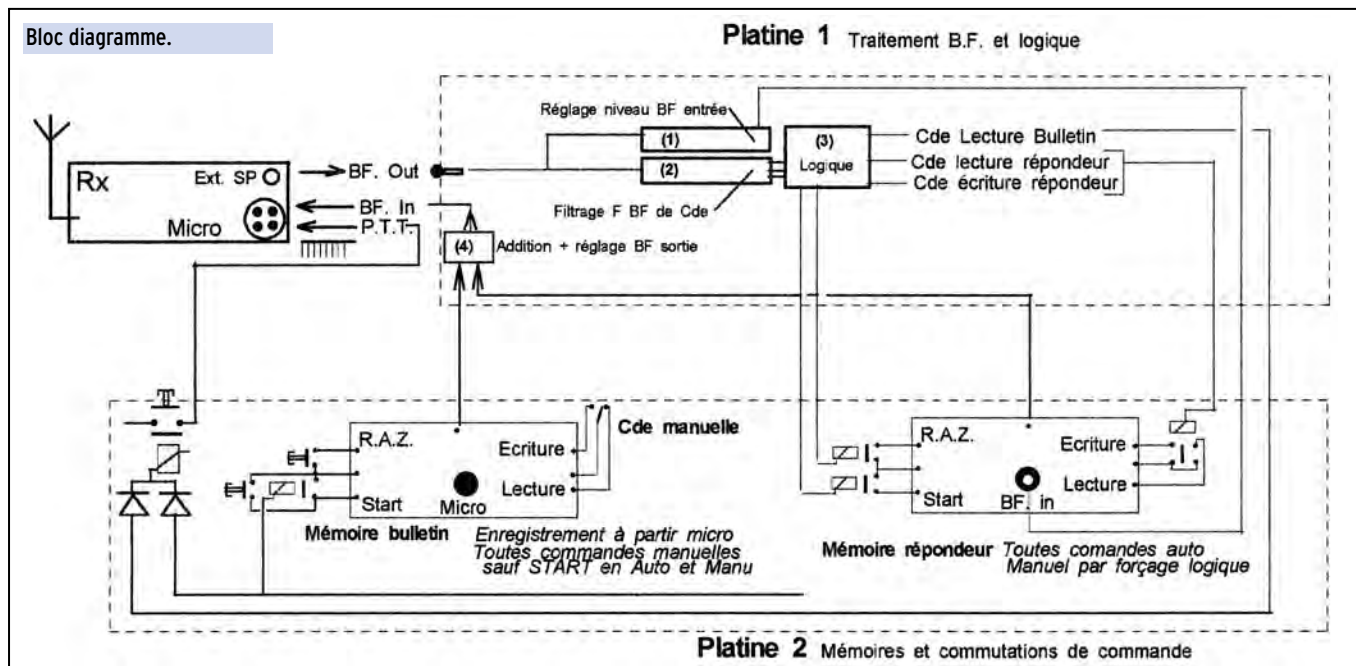 Bloc diagramme.
Platine 1 Traitement B.F. et logique
Réglage niveau BF entrée
(1)
(2)
(3)
Logique
Cde Lecture Bulletin
Cde lecture répondeur
Cde écriture répondeur
Filtrage F BF de Cde
Rx
Ext. SP
BF. Out
BF. In
Micro
P.T.T.
(4)
Addition + réglage BF sortie
R.A.Z.
Ecriture
Lecture
Start
Micro
Cde manuelle
Mémoire bulletin
Enregistrement à partir micro
Toutes commandes manuelles
sauf START en Auto et Manu
R.A.Z.
Ecriture
Lecture
Start
BF. in
Mémoire répondeur Toutes comandes auto
Manuel par forçage logique
Platine 2 Mémoires et commutations de commande